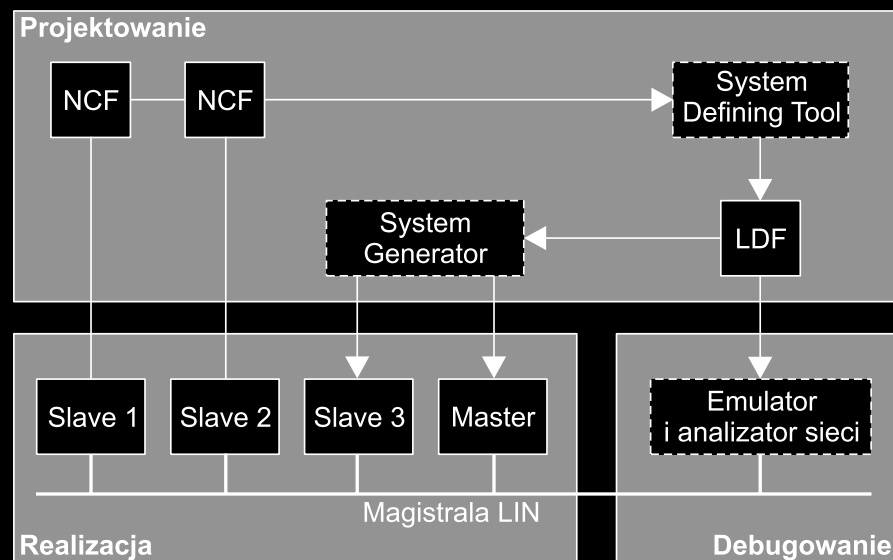 Projektowanie
NCF
NCF
System
Defining Tool
System
Generator
LDF
Slave 1
Slave 2
Slave 3
Master
Emulator
i analizator sieci
Magistrala LIN
Realizacja
Debugowanie